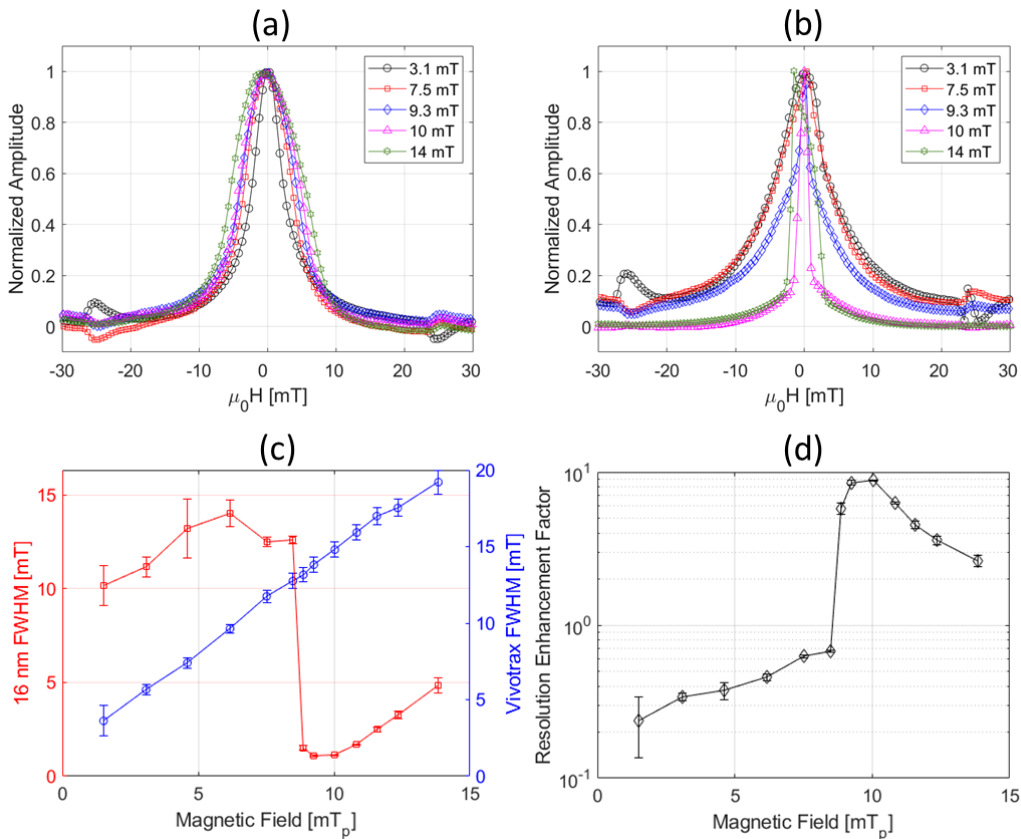 (a)
1
0.8
0.6
0.4
0.2
0
-30
-20
-10
0
10
20
30
Normalized Amplitude
μ0H [mT]
3.1 mT
7.5 mT
9.3 mT
10 mT
14 mT
(b)
1
0.8
0.6
0.4
0.2
0
-30
-20
-10
0
10
20
30
Normalized Amplitude
μ0H [mT]
3.1 mT
7.5 mT
9.3 mT
10 mT
14 mT
(c)
15
10
5
0
16 nm FWHM [mT]
20
15
10
5
0
Vivotrax FWHM [mT]
0
5
10
15
Magnetic Field [mTp]
(d)
10^1
10^0
10^-1
Resolution Enhancement Factor
0
5
10
15
Magnetic Field [mTp]